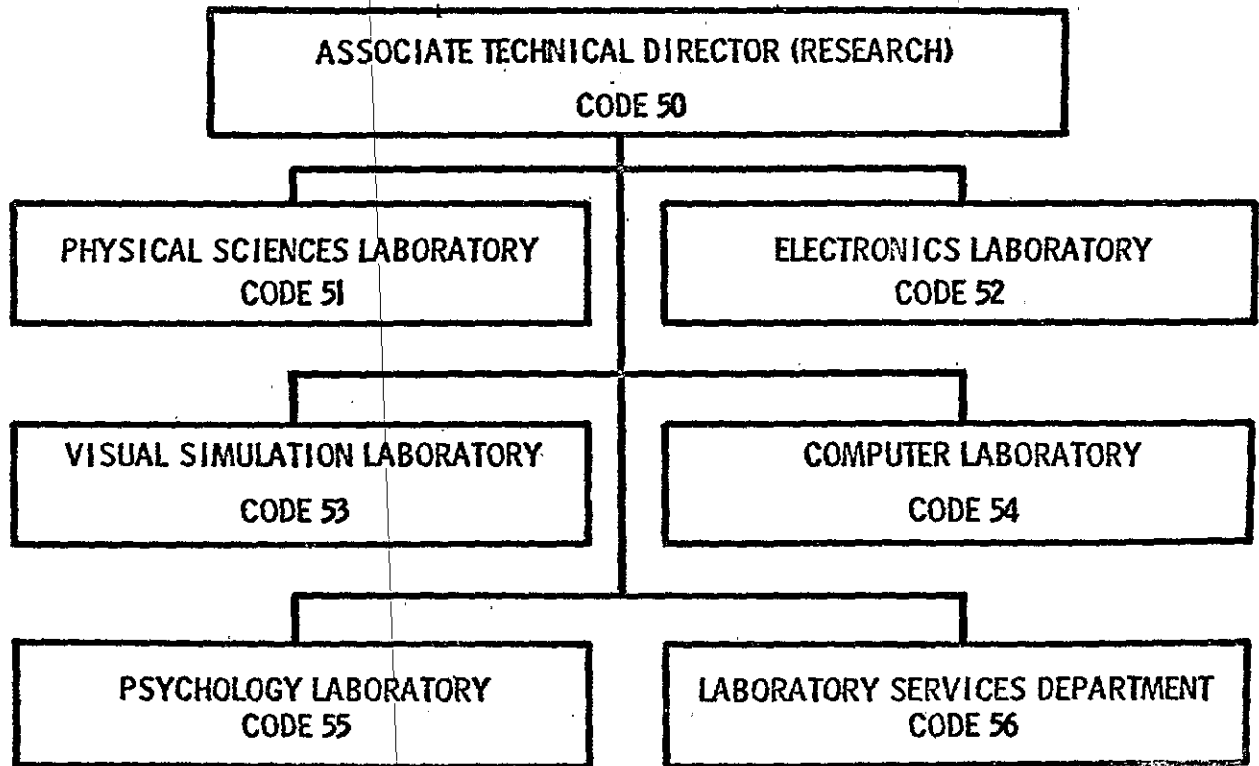 ASSOCIATE TECHNICAL DIRECTOR (RESEARCH)
CODE 50
PHYSICAL SCIENCES LABORATORY
CODE 51
ELECTRONICS LABORATORY
CODE 52
VISUAL SIMULATION LABORATORY
CODE 53
COMPUTER LABORATORY
CODE 54
PSYCHOLOGY LABORATORY
CODE 55
LABORATORY SERVICES DEPARTMENT
CODE 56